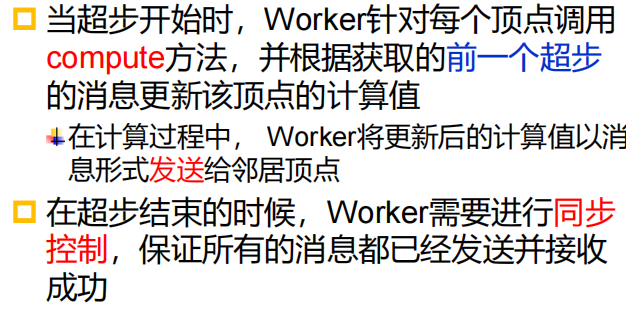 当超步开始时，Worker针对每个顶点调用
compute方法，并根据获取的前一个超步
的消息更新该顶点的计算值
在计算过程中， Worker将更新后的计算值以消
息形式发送给邻居顶点
在超步结束的时候，Worker需要进行同步
控制，保证所有的消息都已经发送并接收
成功